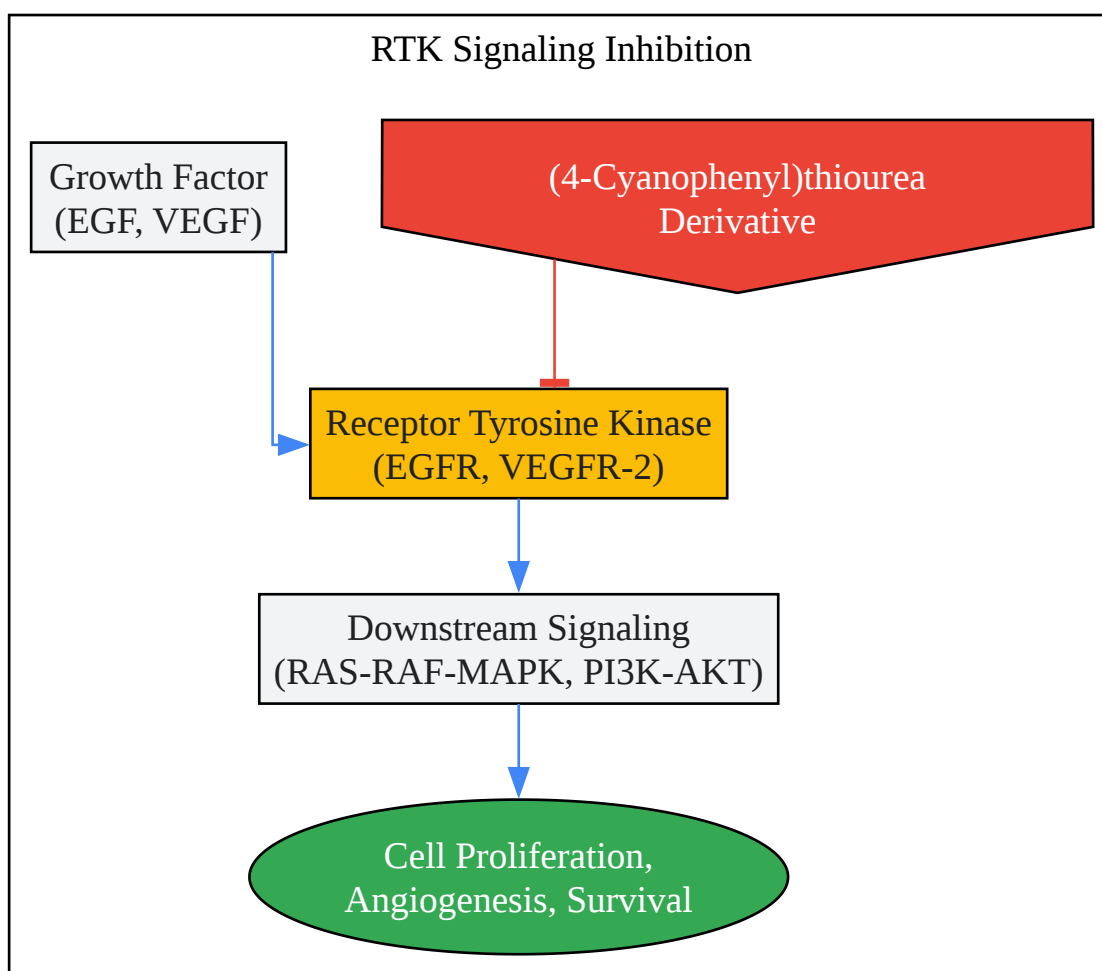 RTK Signaling Inhibition
Growth Factor
(EGF, VEGF)
(4-Cyanophenyl)thiourea
Derivative
Receptor Tyrosine Kinase
(EGFR, VEGFR-2)
Downstream Signaling
(RAS-RAF-MAPK, PI3K-AKT)
Cell Proliferation,
Angiogenesis, Survival